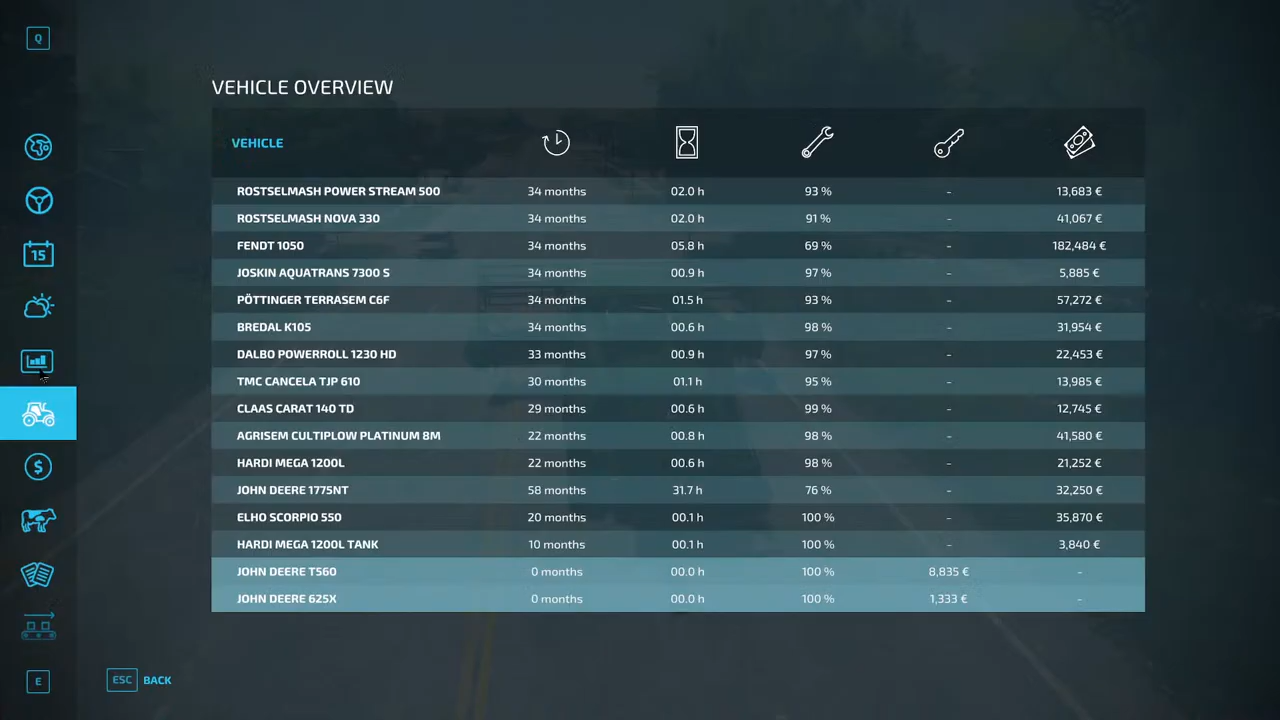 Q
VEHICLE OVERVIEW
VEHICLE
ROSTSELMASH POWER STREAM 500 34 months 02.0 h 93 % - 13,683 €
ROSTSELMASH NOVA 330 34 months 02.0 h 91 % - 41,067 €
FENDT 1050 34 months 05.8 h 69 % - 182,484 €
JOSKIN AQUATRANS 7300 S 34 months 00.9 h 97 % - 5,885 €
PÖTTINGER TERRASEM C6F 34 months 01.5 h 93 % - 57,272 €
BREDAL K105 34 months 00.6 h 98 % - 31,954 €
DALBO POWERROLL 1230 HD 33 months 00.9 h 97 % - 22,453 €
TMC CANCELA TJP 610 30 months 01.1 h 95 % - 13,985 €
CLAAS CARAT 140 TD 29 months 00.6 h 99 % - 12,745 €
AGRISEM CULTIPLOW PLATINUM 8M 22 months 00.8 h 98 % - 41,580 €
HARDI MEGA 1200L 22 months 00.6 h 98 % - 21,252 €
JOHN DEERE 1775NT 58 months 31.7 h 76 % - 32,250 €
ELHO SCORPIO 550 20 months 00.1 h 100 % - 35,870 €
HARDI MEGA 1200L TANK 10 months 00.1 h 100 % - 3,840 €
JOHN DEERE T560 0 months 00.0 h 100 % 8,835 € -
JOHN DEERE 625X 0 months 00.0 h 100 % 1,333 € -
15
$
E
ESC BACK